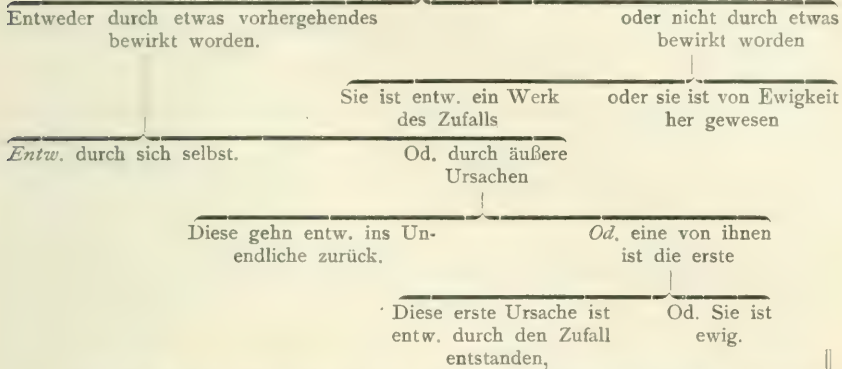 Entweder durch etwas vorhergehendes
bewirkt worden.
oder nicht durch etwas
bewirkt worden
Sie ist entw. ein Werk
des Zufalls
oder sie ist von Ewigkeit
her gewesen
Entw. durch sich selbst.
Od. durch äußere
Ursachen
Diese gehn entw. ins Un-
endliche zurück.
Od. eine von ihnen
ist die erste
Diese erste Ursache ist
entw. durch den Zufall
entstanden,
Od. Sie ist
ewig.
||